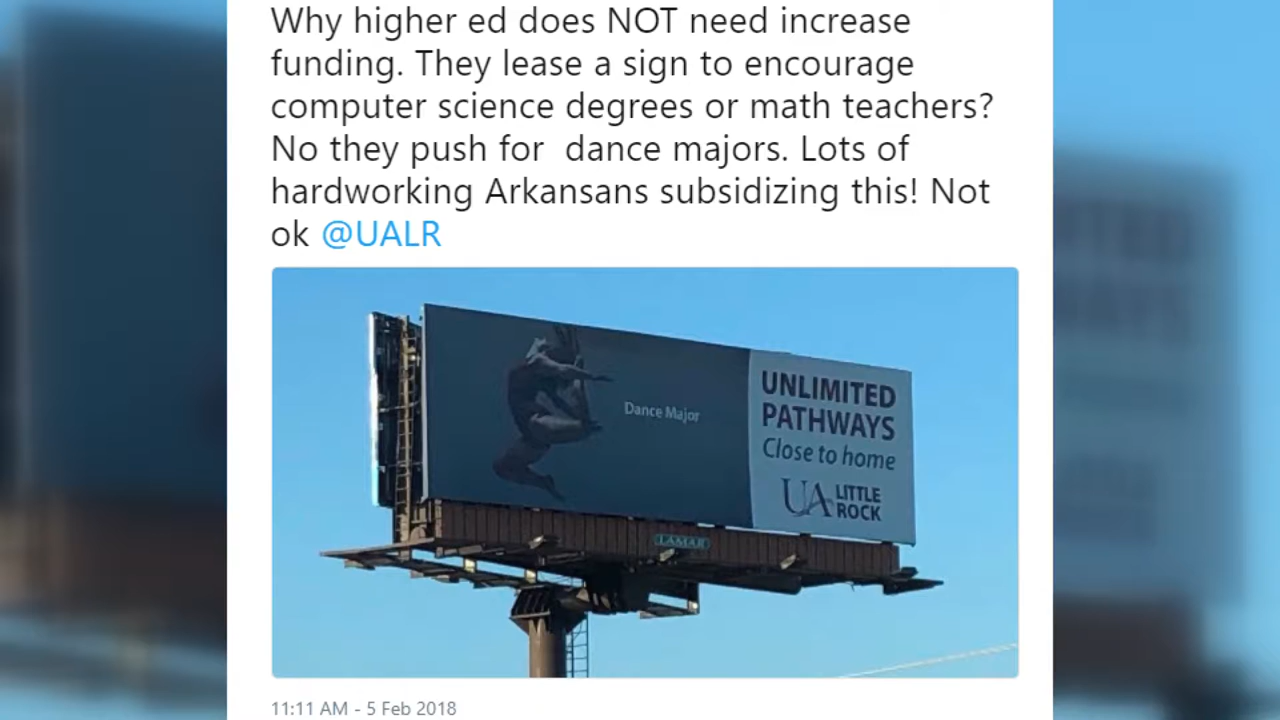 Why higher ed does NOT need increase
funding. They lease a sign to encourage
computer science degrees or math teachers?
No they push for  dance majors. Lots of
hardworking Arkansans subsidizing this! Not
ok @UALR
Dance Major
UNLIMITED
PATHWAYS
Close to home
UA LITTLE
ROCK
LAMAR
11:11 AM - 5 Feb 2018